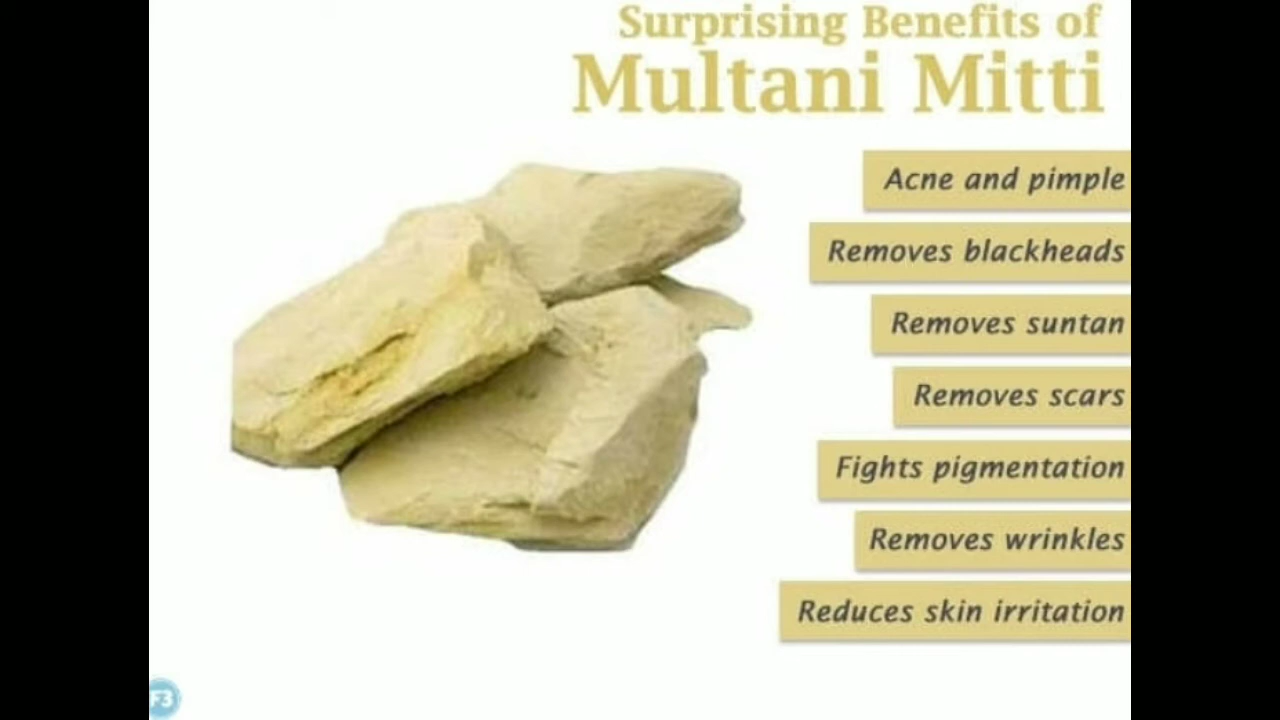 Surprising Benefits of
Multani Mitti
Acne and pimple
Removes blackheads
Removes suntan
Removes scars
Fights pigmentation
Removes wrinkles
Reduces skin irritation
F3